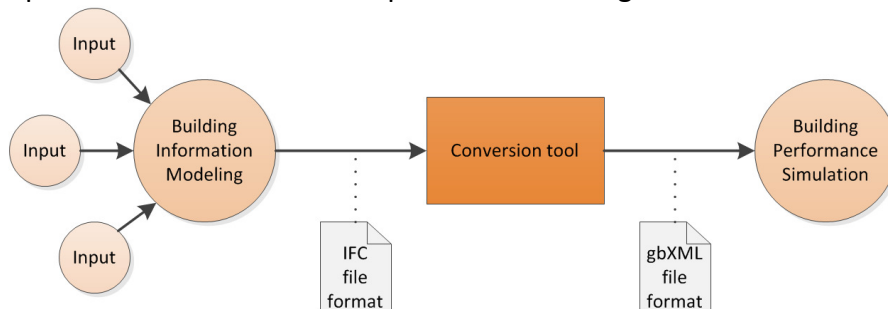 Input
Input
Input
Building
Information
Modeling
Conversion tool
Building
Performance
Simulation
IFC
file
format
gbXML
file
format